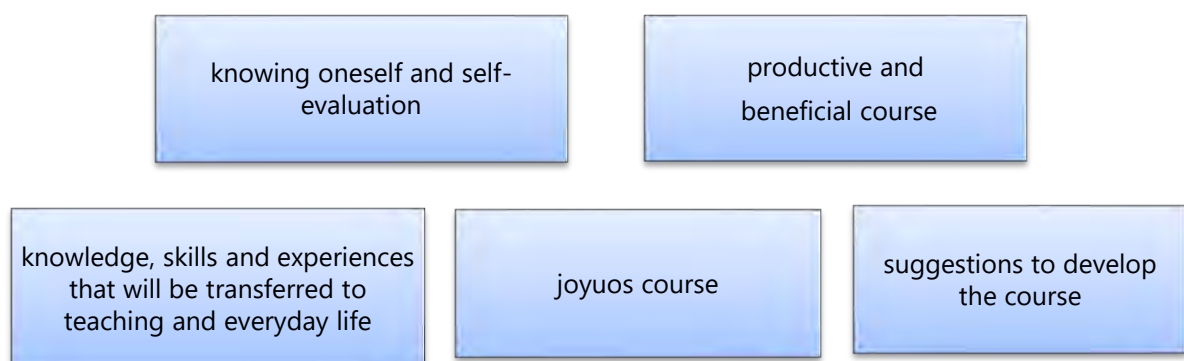 knowing oneself and self-
evaluation
productive and
beneficial course
knowledge, skills and experiences
that will be transferred to
teaching and everyday life
joyuos course
suggestions to develop
the course